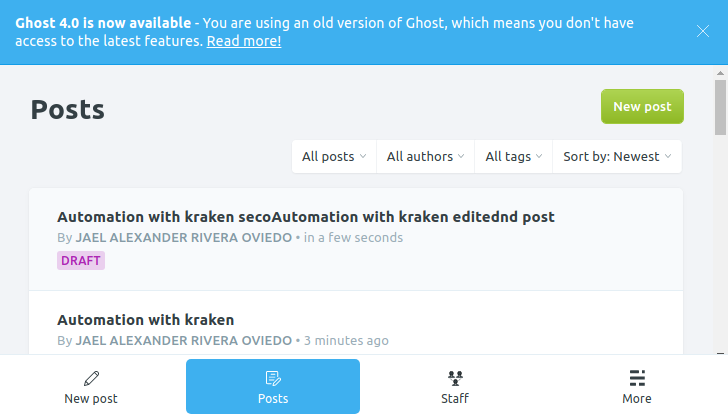 Ghost 4.0 is now available - You are using an old version of Ghost, which means you don't have
access to the latest features. Read more!
Posts
New post
All posts
All authors
All tags
Sort by: Newest
Automation with kraken secoAutomation with kraken editednd post
By JAEL ALEXANDER RIVERA OVIEDO • in a few seconds
DRAFT
Automation with kraken
By JAEL ALEXANDER RIVERA OVIEDO • 3 minutes ago
New post
Posts
Staff
More